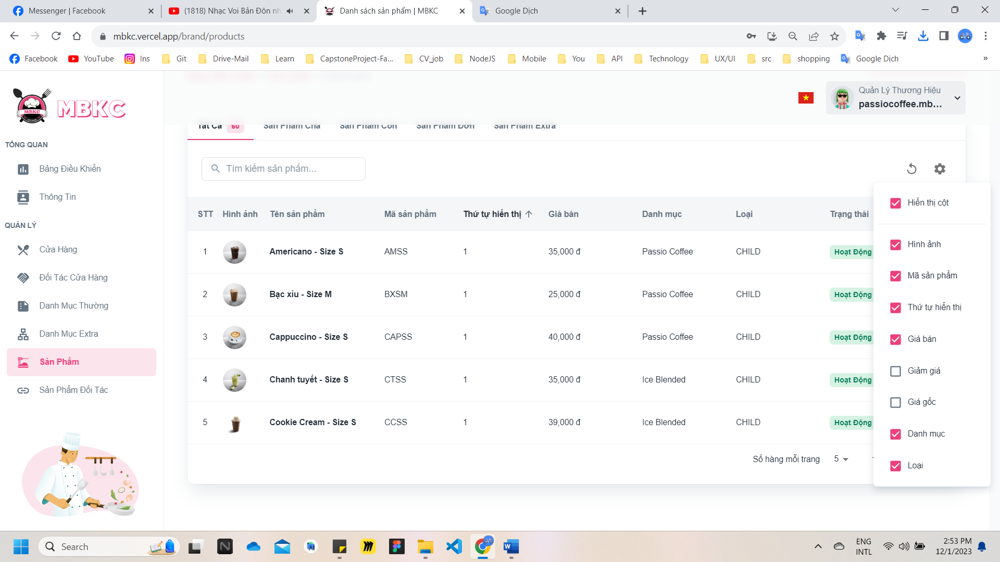 Messenger | Facebook
(1818) Nhạc Voi Bản Đôn nh
Danh sách sản phẩm | MBKC
Google Dịch
mbkc.vercel.app/brand/products
Facebook
YouTube
Ins
Git
Drive-Mail
Learn
CapstoneProject-Fa...
CV_job
NodeJS
Mobile
You
API
Technology
UX/UI
src
shopping
Google Dịch
»
MBKC
MBKC
Quản Lý Thương Hiệu
passiocoffee.mb...
TỔNG QUAN
Bảng Điều Khiển
Thông Tin
QUẢN LÝ
Cửa Hàng
Đối Tác Cửa Hàng
Danh Mục Thường
Danh Mục Extra
Sản Phẩm
Sản Phẩm Đối Tác
Tất Cả 60 Sản Phẩm Cha Sản Phẩm Con Sản Phẩm Đơn Sản Phẩm Extra
Tìm kiếm sản phẩm...
STT Hình ảnh Tên sản phẩm Mã sản phẩm Thứ tự hiển thị Giá bán Danh mục Loại Trạng thái
1 Americano - Size S AMSS 1 35,000 đ Passio Coffee CHILD Hoạt Động
2 Bạc xỉu - Size M BXSM 1 25,000 đ Passio Coffee CHILD Hoạt Động
3 Cappuccino - Size S CAPSS 1 40,000 đ Passio Coffee CHILD Hoạt Động
4 Chanh tuyết - Size S CTSS 1 35,000 đ Ice Blended CHILD Hoạt Động
5 Cookie Cream - Size S CCSS 1 39,000 đ Ice Blended CHILD Hoạt Động
Số hàng mỗi trang 5
Hiển thị cột
Hình ảnh
Mã sản phẩm
Thứ tự hiển thị
Giá bán
Giảm giá
Giá gốc
Danh mục
Loại
Search
ENG
INTL
2:53 PM
12/1/2023